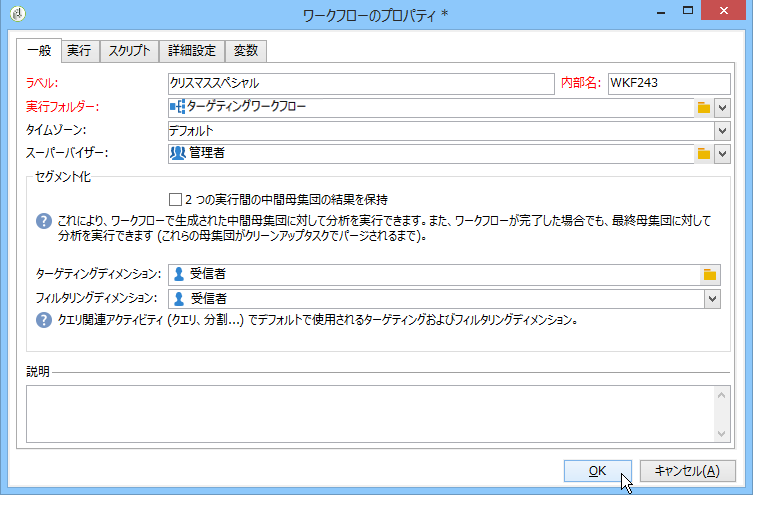 ワークフローのプロパティ *
一般 実行 スクリプト 詳細設定 変数
ラベル: クリスマススペシャル 内部名: WKF243
実行フォルダー: ターゲティングワークフロー
タイムゾーン: デフォルト
スーパーバイザー: 管理者
セグメント化
2 つの実行間の中間母集団の結果を保持
これにより、ワークフローで生成された中間母集団に対して分析を実行できます。また、ワークフローが完了した場合でも、最終母集団に対して
分析を実行できます (これらの母集団がクリーンアップタスクでパージされるまで)。
ターゲティングディメンション: 受信者
フィルタリングディメンション: 受信者
クエリ関連アクティビティ (クエリ、分割...) でデフォルトで使用されるターゲティングおよびフィルタリングディメンション。
説明
OK キャンセル(A)